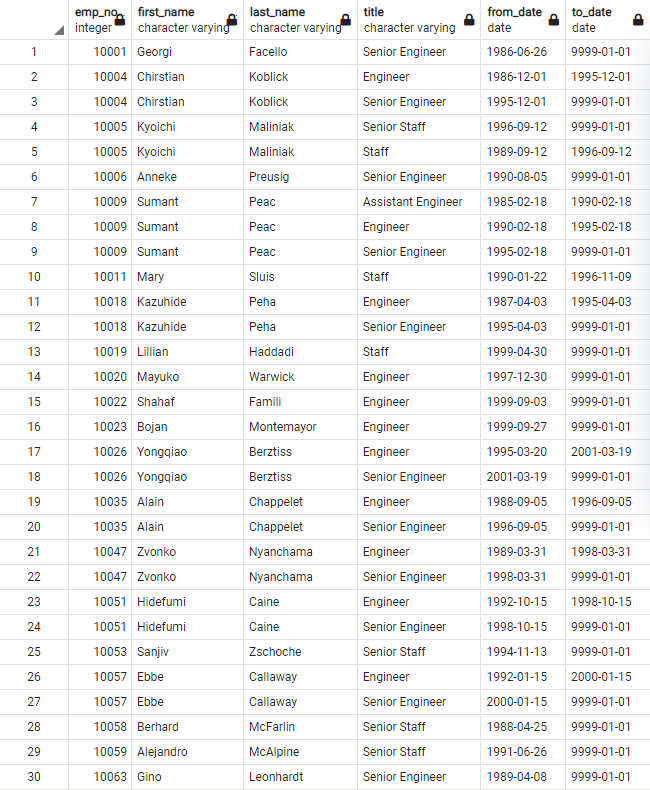 emp_no first_name last_name title from_date to_date
integer character varying character varying character varying date date
1 10001 Georgi Facello Senior Engineer 1986-06-26 9999-01-01
2 10004 Chirstian Koblick Engineer 1986-12-01 1995-12-01
3 10004 Chirstian Koblick Senior Engineer 1995-12-01 9999-01-01
4 10005 Kyoichi Maliniak Senior Staff 1996-09-12 9999-01-01
5 10005 Kyoichi Maliniak Staff 1989-09-12 1996-09-12
6 10006 Anneke Preusig Senior Engineer 1990-08-05 9999-01-01
7 10009 Sumant Peac Assistant Engineer 1985-02-18 1990-02-18
8 10009 Sumant Peac Engineer 1990-02-18 1995-02-18
9 10009 Sumant Peac Senior Engineer 1995-02-18 9999-01-01
10 10011 Mary Sluis Staff 1990-01-22 1996-11-09
11 10018 Kazuhide Peha Engineer 1987-04-03 1995-04-03
12 10018 Kazuhide Peha Senior Engineer 1995-04-03 9999-01-01
13 10019 Lillian Haddadi Staff 1999-04-30 9999-01-01
14 10020 Mayuko Warwick Engineer 1997-12-30 9999-01-01
15 10022 Shahaf Famili Engineer 1999-09-03 9999-01-01
16 10023 Bojan Montemayor Engineer 1999-09-27 9999-01-01
17 10026 Yongqiao Berztiss Engineer 1995-03-20 2001-03-19
18 10026 Yongqiao Berztiss Senior Engineer 2001-03-19 9999-01-01
19 10035 Alain Chappelet Engineer 1988-09-05 1996-09-05
20 10035 Alain Chappelet Senior Engineer 1996-09-05 9999-01-01
21 10047 Zvonko Nyanchama Engineer 1989-03-31 1998-03-31
22 10047 Zvonko Nyanchama Senior Engineer 1998-03-31 9999-01-01
23 10051 Hidefumi Caine Engineer 1992-10-15 1998-10-15
24 10051 Hidefumi Caine Senior Engineer 1998-10-15 9999-01-01
25 10053 Sanjiv Zschoche Senior Staff 1994-11-13 9999-01-01
26 10057 Ebbe Callaway Engineer 1992-01-15 2000-01-15
27 10057 Ebbe Callaway Senior Engineer 2000-01-15 9999-01-01
28 10058 Berhard McFarlin Senior Staff 1988-04-25 9999-01-01
29 10059 Alejandro McAlpine Senior Staff 1991-06-26 9999-01-01
30 10063 Gino Leonhardt Senior Engineer 1989-04-08 9999-01-01